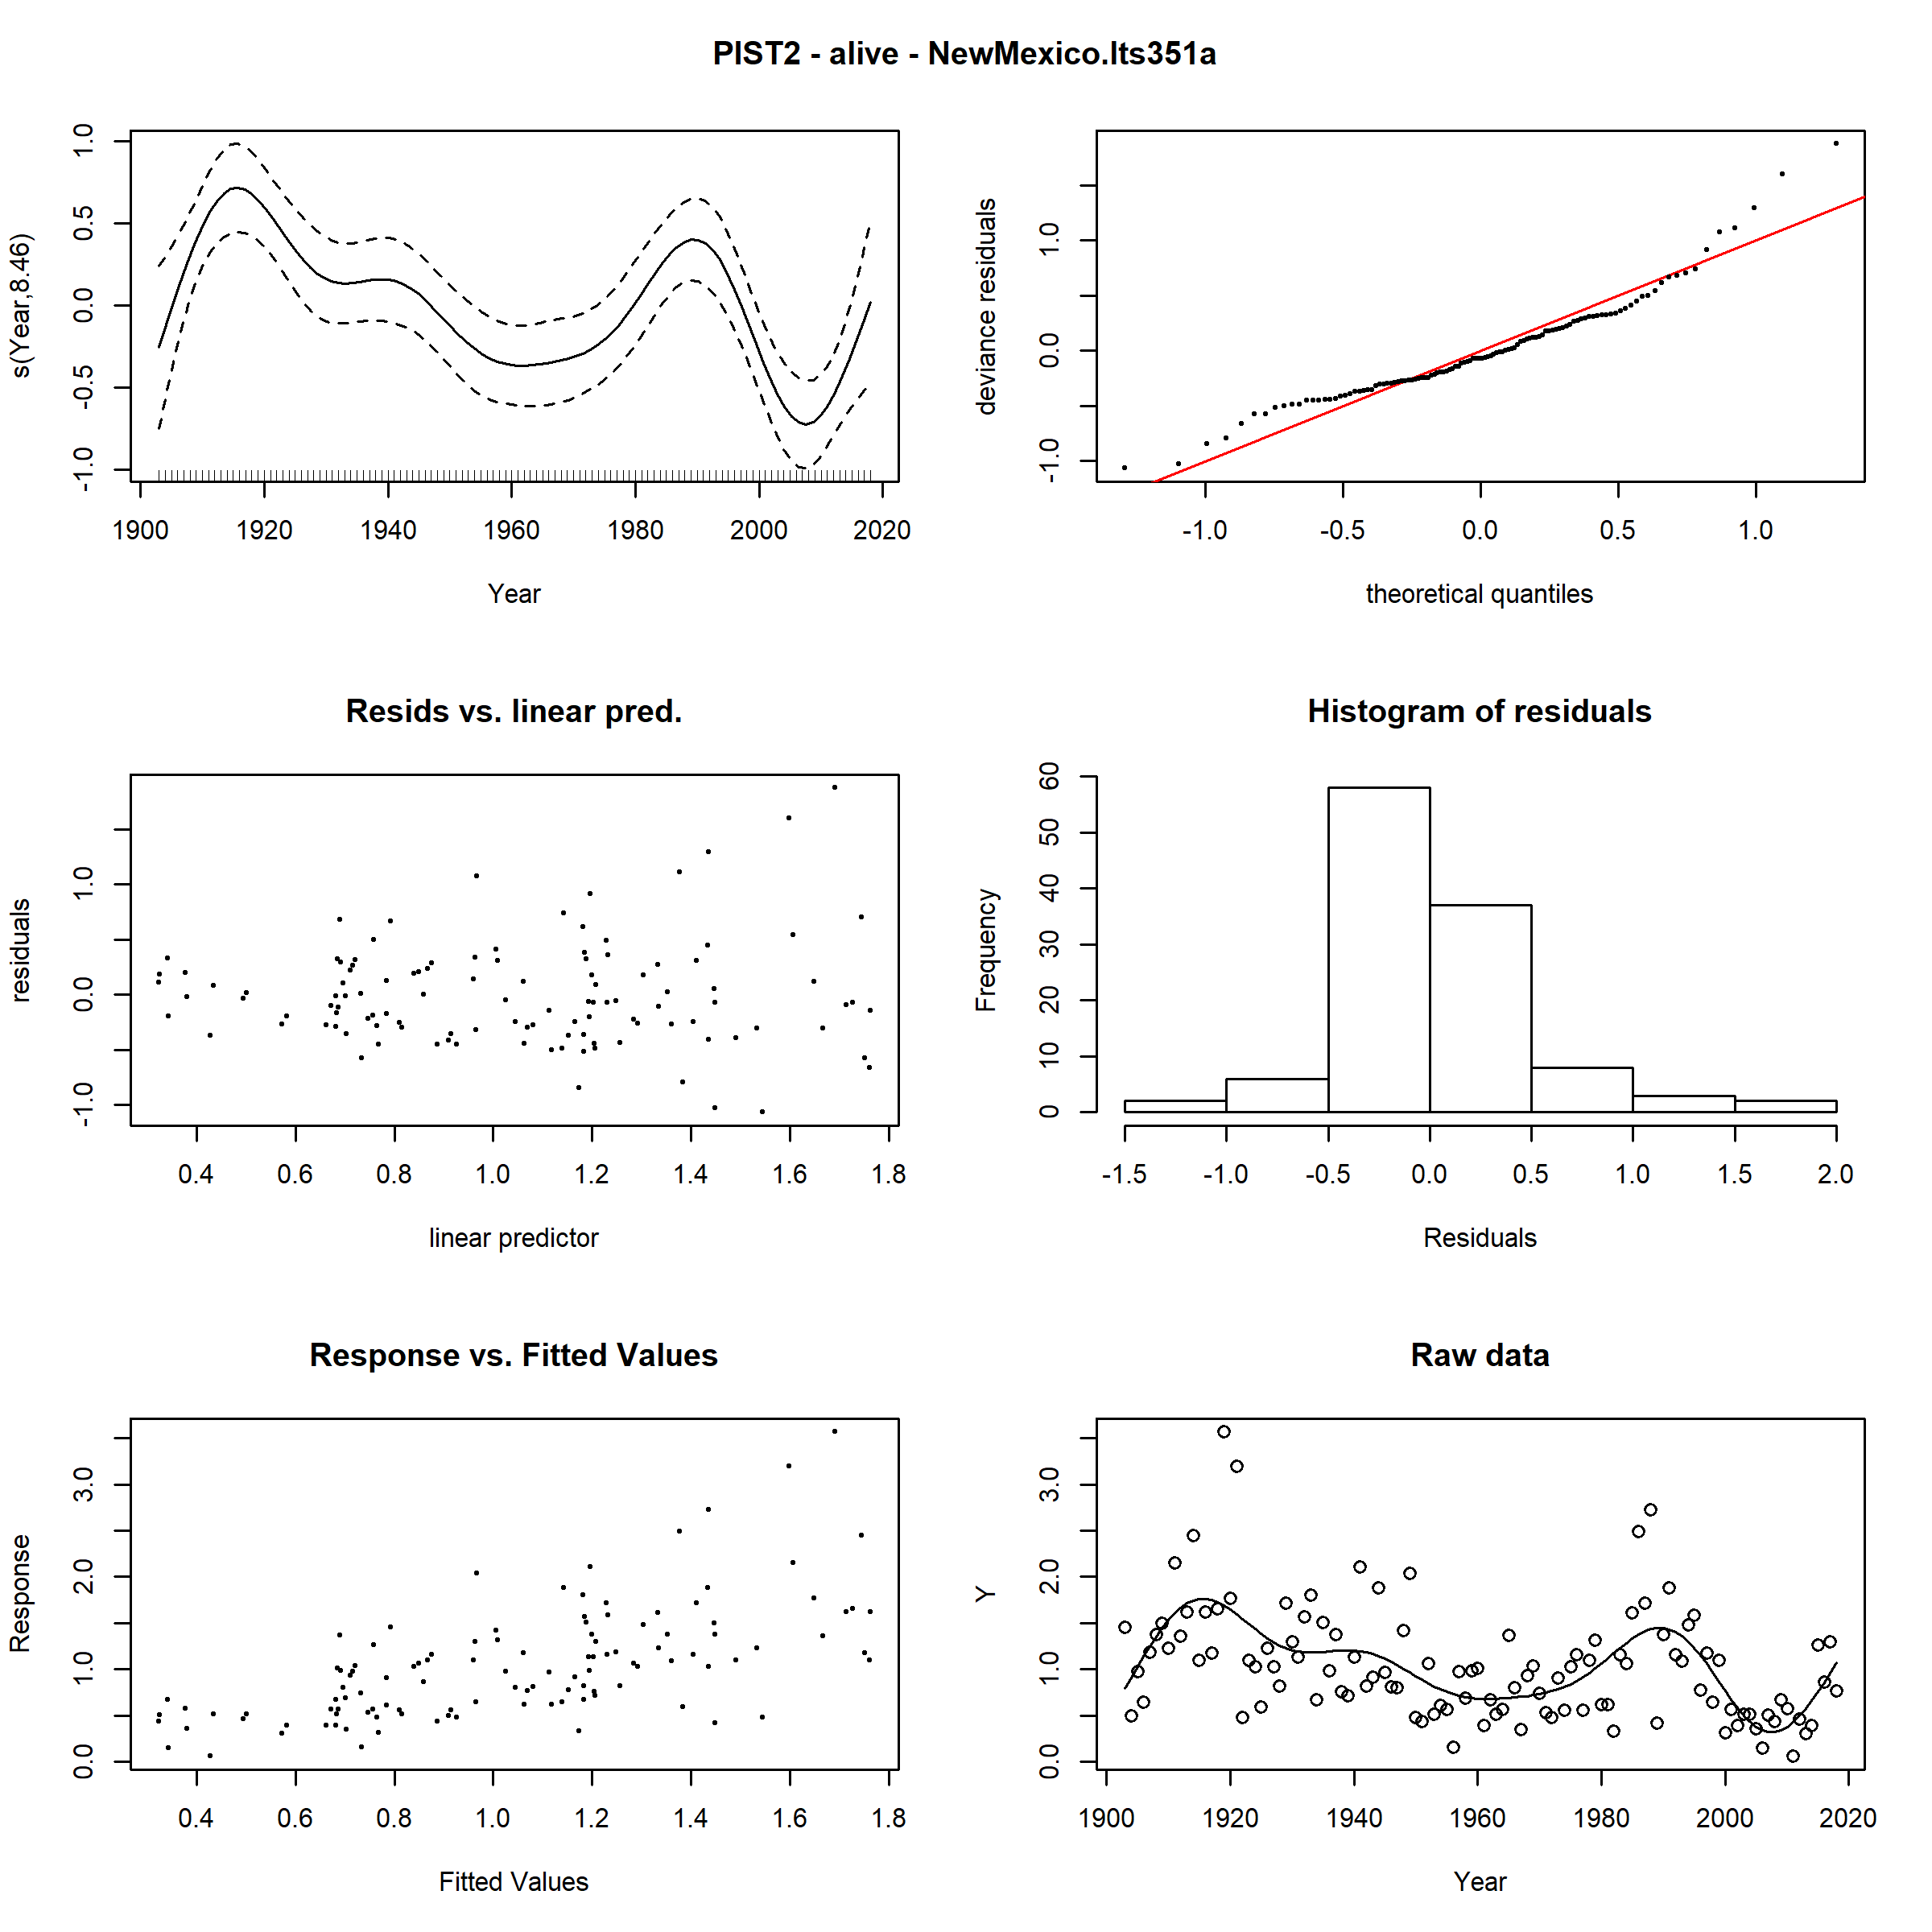 PIST2 - alive - NewMexico.lts351a
s(Year,8.46)
1.0
0.5
0.0
-0.5
-1.0
1900 1920 1940 1960 1980 2000 2020
Year
deviance residuals
1.0
0.0
-1.0
-1.0 -0.5 0.0 0.5 1.0
theoretical quantiles
Resids vs. linear pred.
residuals
1.0
0.0
-1.0
0.4 0.6 0.8 1.0 1.2 1.4 1.6 1.8
linear predictor
Histogram of residuals
Frequency
60
50
40
30
20
10
0
-1.5 -1.0 -0.5 0.0 0.5 1.0 1.5 2.0
Residuals
Response vs. Fitted Values
Response
3.0
2.0
1.0
0.0
0.4 0.6 0.8 1.0 1.2 1.4 1.6 1.8
Fitted Values
Raw data
Y
3.0
2.0
1.0
0.0
1900 1920 1940 1960 1980 2000 2020
Year